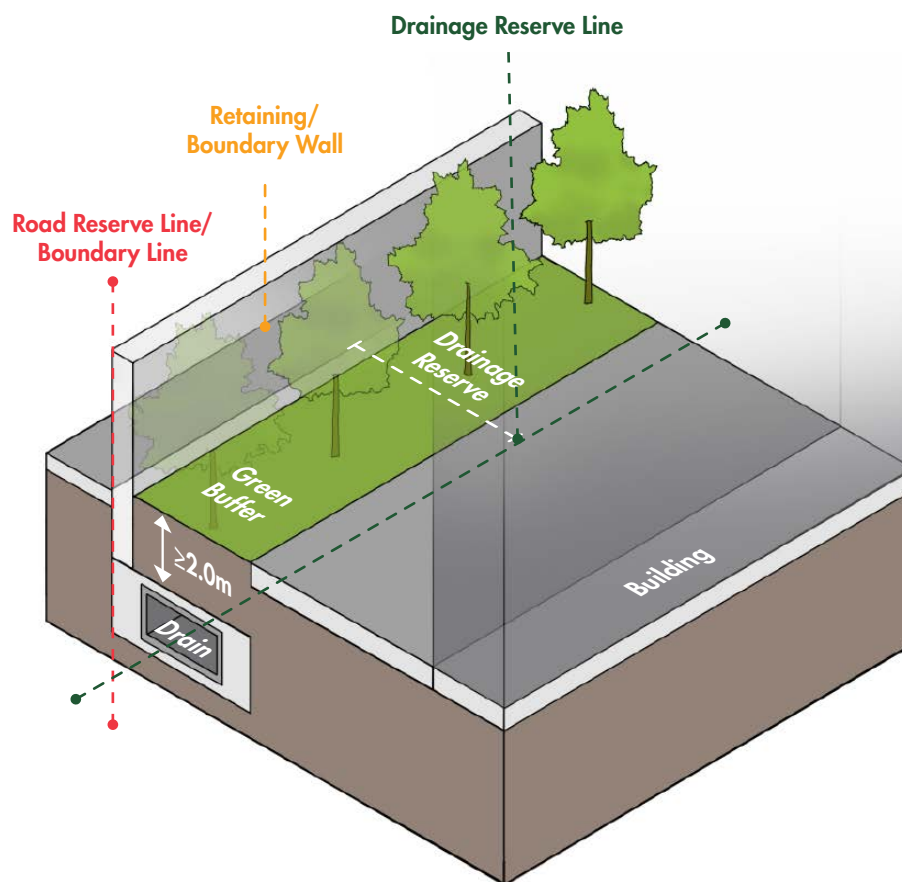 Drainage Reserve Line
Retaining/
Boundary Wall
Road Reserve Line/
Boundary Line
Drainage
Reserve
Green
Buffer
≥2.0m
Building
Drain